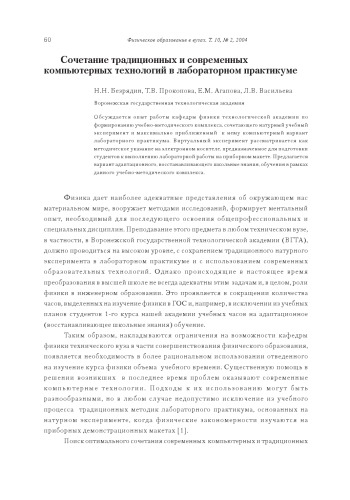 60
Физическое образование в вузах, Т. 10, № 2, 2004
Сочетание традиционных и современных
компьютерных технологий в лабораторном практикуме
Н.Н. Безрядин, Т.В. Прокопова, Е.М. Агапова, Л.В. Васильева
Воронежская государственная технологическая академия
Обсуждается опыт работы кафедры физики технологической академии по
формированию учебно-методического комплекса, сочетающего натурный учебный
эксперимент и максимально приближенный к нему компьютерный вариант
лабораторного практикума. Виртуальный эксперимент рассматривается как
методическое указание на электронном носителе, предназначенное для подготовки
студентов к выполнению лабораторной работы на приборном макете. Предлагается
вариант адаптационного, восстанавливающего школьные знания, обучения в рамках
данного учебно-методического комплекса.
Физика дает наиболее адекватные представления об окружающем нас
материальном мире, вооружает методами исследований, формирует ментальный
опыт, необходимый для последующего освоения общепрофессиональных и
специальных дисциплин. Преподавание этого предмета в любом техническом вузе,
в частности, в Воронежской государственной технологической академии (ВГТА),
должно проводиться на высоком уровне, с сохранением традиционного натурного
эксперимента в лабораторном практикуме и с использованием современных
образовательных технологий. Однако происходящие в настоящее время
преобразования в высшей школе не всегда адекватны этим задачам и, в целом, роли
физики в инженерном образовании. Это проявляется в сокращении количества
часов, выделенных на изучение физики в ГОС и, например, в исключении из учебных
планов студентов 1-го курса нашей академии учебных часов на адаптационное
(восстанавливающее школьные знания) обучение.
Таким образом, накладываются ограничения на возможности кафедры
физики технического вуза в части совершенствования физического образования,
появляется необходимость в более рациональном использовании отведенного
на изучение курса физики объема учебного времени. Существенную помощь в
решении возникших в последнее время проблем оказывают современные
компьютерные технологии. Подходы к их использованию могут быть
разнообразными, но в любом случае недопустимо исключение из учебного
процесса традиционных методик лабораторного практикума, основанных на
натурном эксперименте, когда физические закономерности изучаются на
приборных демонстрационных макетах [1].
Поиск оптимального сочетания современных компьютерных и традиционных